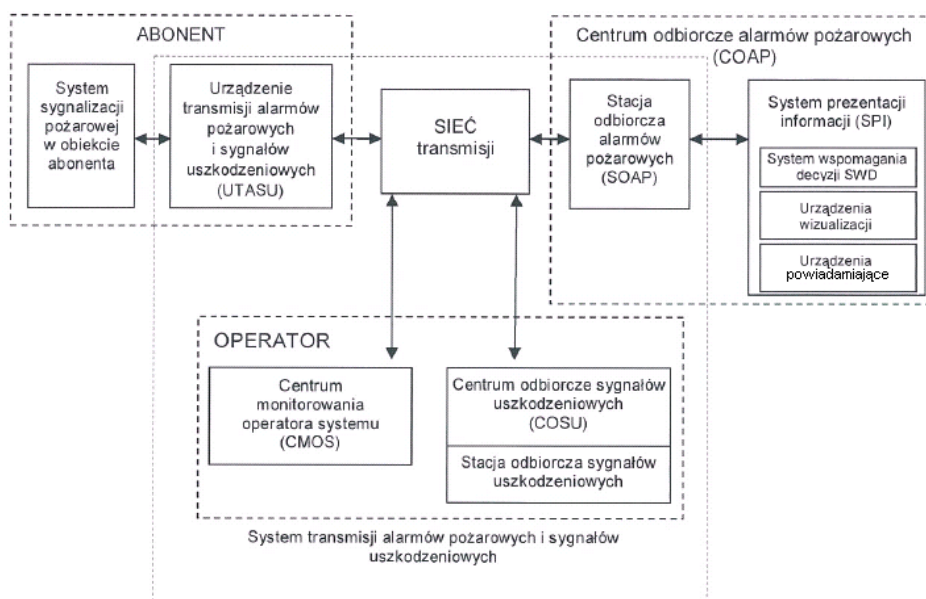 ABONENT
System
sygnalizacji
pożarowej
w obiekcie
abonenta
Urządzenie
transmisji alarmów
pożarowych
i sygnałów
uszkodzeniowych
(UTASU)
SIEĆ
transmisji
Centrum odbiorcze alarmów pożarowych
(COAP)
Stacja
odbiorcza
alarmów
pożarowych
(SOAP)
System prezentacji
informacji (SPI)
System wspomagania
decyzji SWD
Urządzenia
wizualizacji
Urządzenia
powiadamiające
OPERATOR
Centrum
monitorowania
operatora systemu
(CMOS)
Centrum odbiorcze sygnałów
uszkodzeniowych
(COSU)
Stacja odbiorcza sygnałów
uszkodzeniowych
System transmisji alarmów pożarowych i sygnałów
uszkodzeniowych